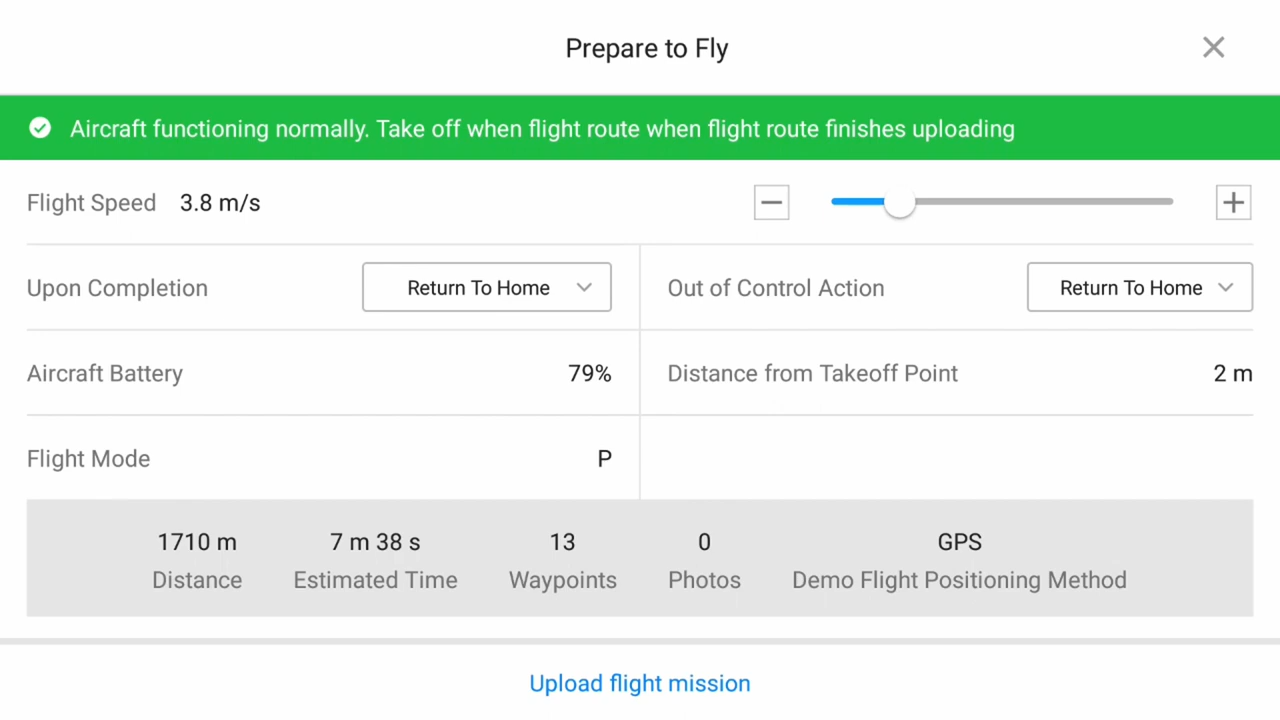 Prepare to Fly
Aircraft functioning normally. Take off when flight route when flight route finishes uploading
Flight Speed 3.8 m/s
Upon Completion Return To Home Out of Control Action Return To Home
Aircraft Battery 79% Distance from Takeoff Point 2 m
Flight Mode P
1710 m 7 m 38 s 13 0 GPS
Distance Estimated Time Waypoints Photos Demo Flight Positioning Method
Upload flight mission